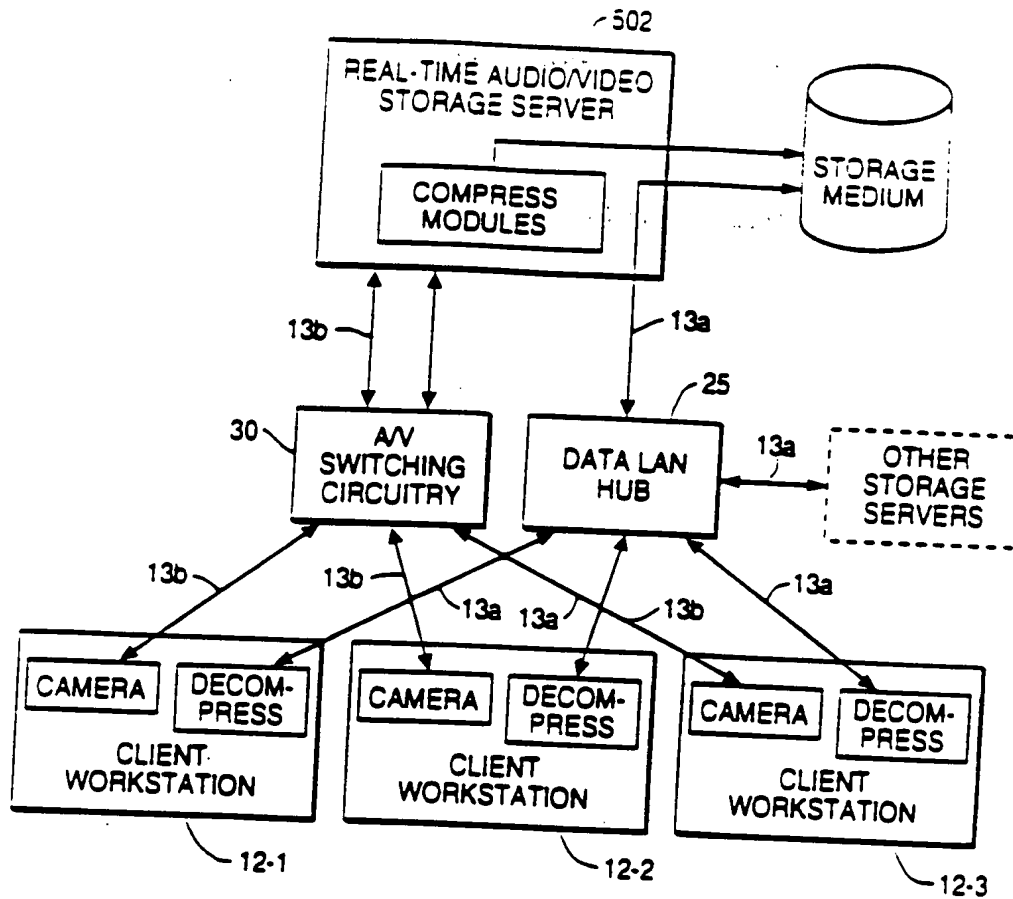 502
REAL-TIME AUDIO/VIDEO
STORAGE SERVER
COMPRESS
MODULES
STORAGE
MEDIUM
13b
13a
25
30
A/V
SWITCHING
CIRCUITRY
DATA LAN
HUB
13a
OTHER
STORAGE
SERVERS
13b
13b
13a
13a
13b
13a
CAMERA
DECOM-
PRESS
CLIENT
WORKSTATION
CAMERA
DECOM-
PRESS
CLIENT
WORKSTATION
CAMERA
DECOM-
PRESS
CLIENT
WORKSTATION
12-1
12-2
12-3